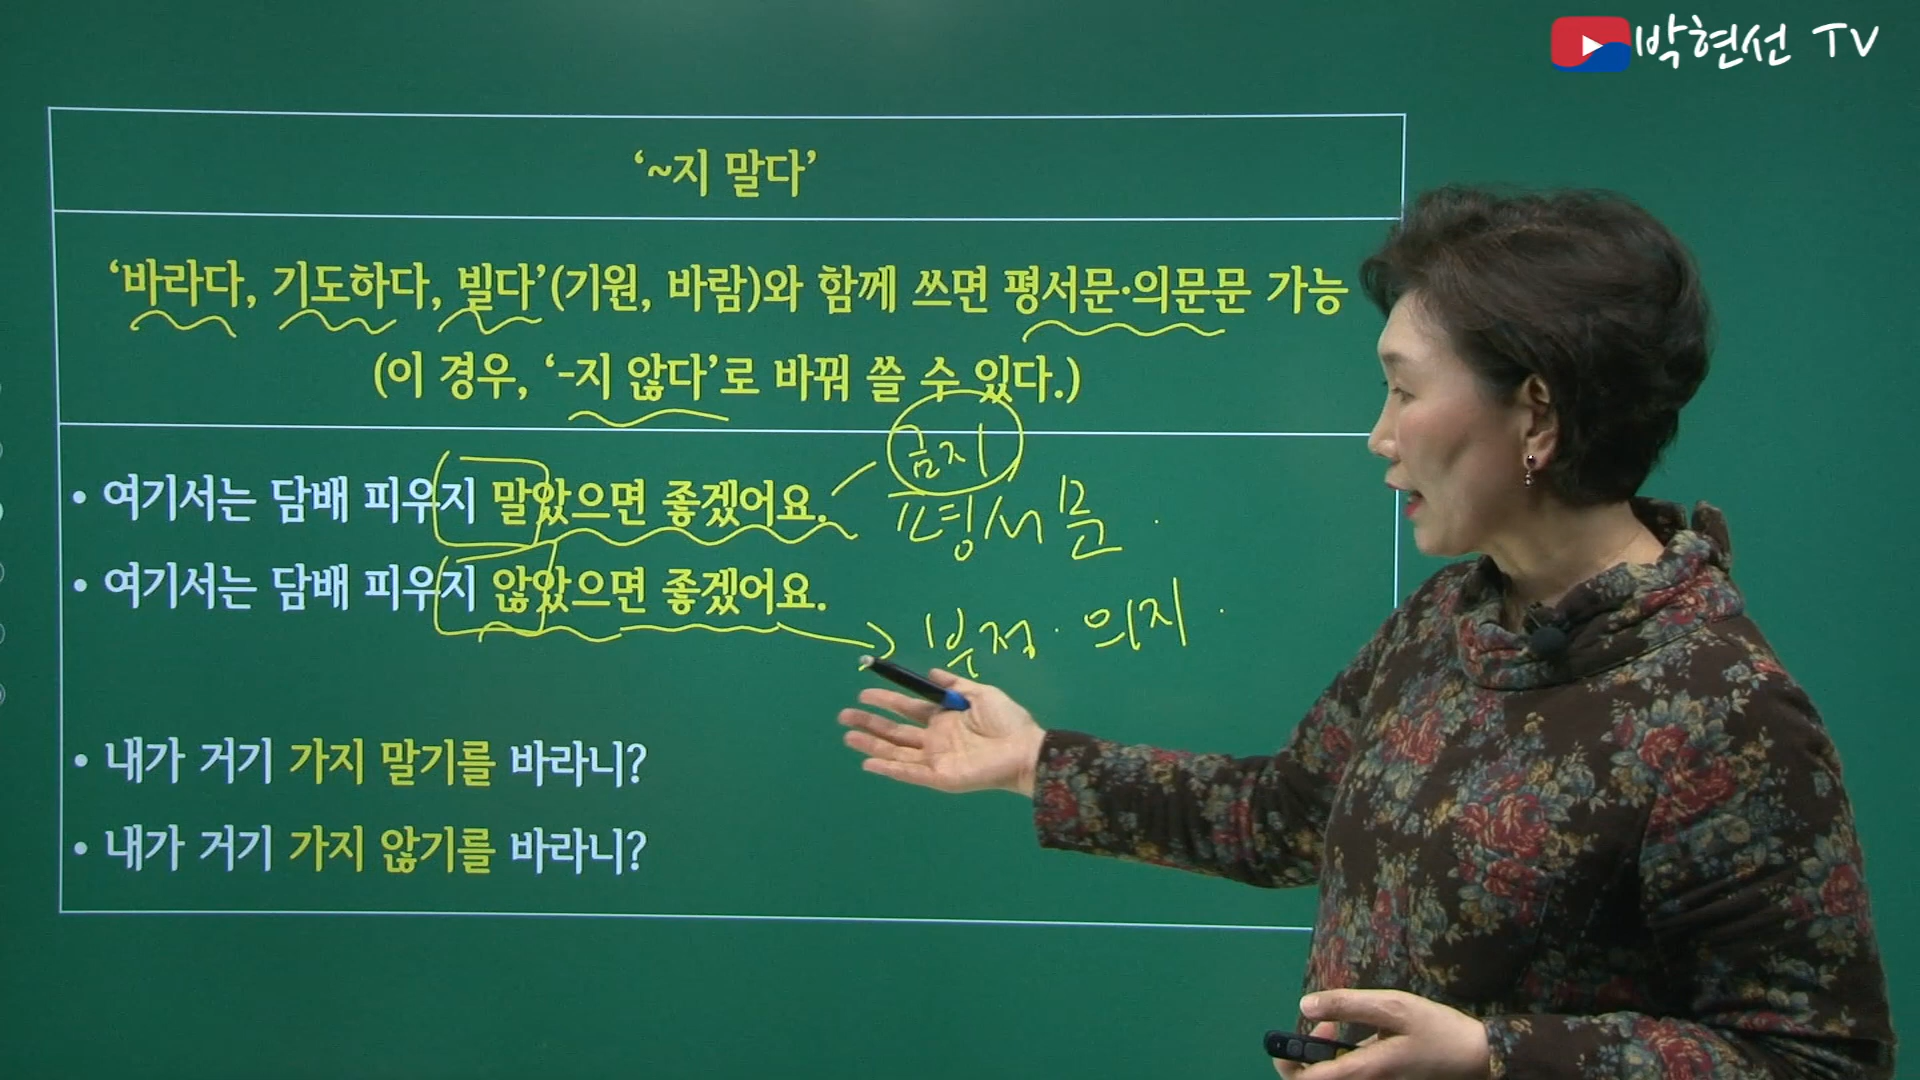 박현선 TV
‘~지 말다’
‘바라다, 기도하다, 빌다’(기원, 바람)와 함께 쓰면 평서문·의문문 가능
(이 경우, ‘-지 않다’로 바꿔 쓸 수 있다.)
금지
• 여기서는 담배 피우지 말았으면 좋겠어요.
평서문.
• 여기서는 담배 피우지 않았으면 좋겠어요.
부정. 의지.
• 내가 거기 가지 말기를 바라니?
• 내가 거기 가지 않기를 바라니?